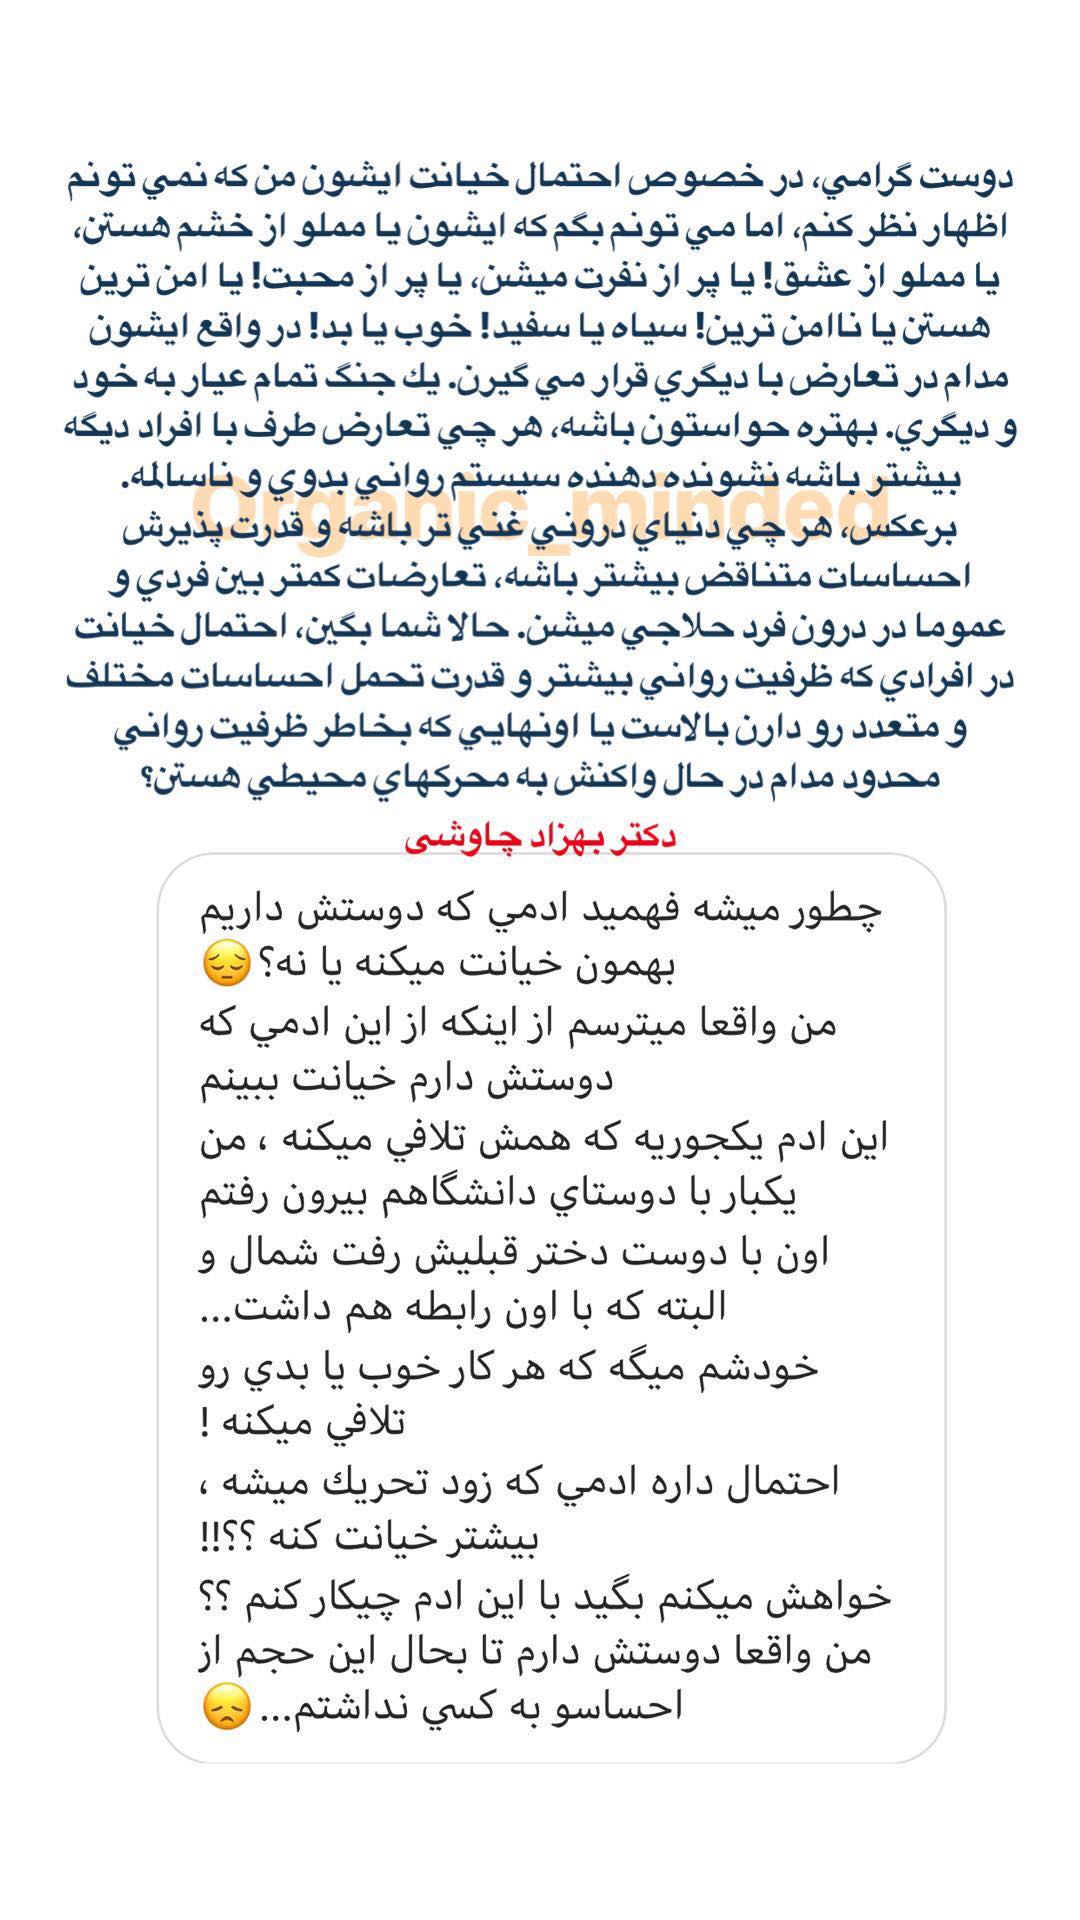 دوست گرامي، در خصوص احتمال خيانت ايشون من كه نمي تونم
اظهار نظر كنم، اما مي تونم بگم كه ايشون يا مملو از خشم هستن،
يا مملو از عشق! يا پر از نفرت ميشن، يا پر از محبت! يا امن ترين
هستن يا ناامن ترين! سياه يا سفيد! خوب يا بد! در واقع ايشون
مدام در تعارض با ديگري قرار مي گيرن. يك جنگ تمام عيار به خود
و ديگري. بهتره حواستون باشه، هر چي تعارض طرف با افراد ديگه
بيشتر باشه نشونده دهنده سيستم رواني بدوي و ناسالمه.
Organic_minded
برعكس، هر چي دنياي دروني غني تر باشه و قدرت پذيرش
احساسات متناقض بيشتر باشه، تعارضات كمتر بين فردي و
عموما در درون فرد حلاجي ميشن. حالا شما بگين، احتمال خيانت
در افرادي كه ظرفيت رواني بيشتر و قدرت تحمل احساسات مختلف
و متعدد رو دارن بالاست يا اونهايي كه بخاطر ظرفيت رواني
محدود مدام در حال واكنش به محركهاي محيطي هستن؟
دکتر بهزاد چاوشی
چطور ميشه فهميد ادمي كه دوستش داريم
بهمون خيانت ميكنه يا نه؟😔
من واقعا ميترسم از اينكه از اين ادمي كه
دوستش دارم خيانت ببينم
اين ادم يكجوريه كه همش تلافي ميكنه ، من
يكبار با دوستاي دانشگاهم بيرون رفتم
اون با دوست دختر قبليش رفت شمال و
البته كه با اون رابطه هم داشت...
خودشم ميگه كه هر كار خوب يا بدي رو
تلافي ميكنه !
احتمال داره ادمي كه زود تحريك ميشه ،
بيشتر خيانت كنه ؟؟!!
خواهش ميكنم بگيد با اين ادم چيكار كنم ؟؟
من واقعا دوستش دارم تا بحال اين حجم از
احساسو به كسي نداشتم... 😞